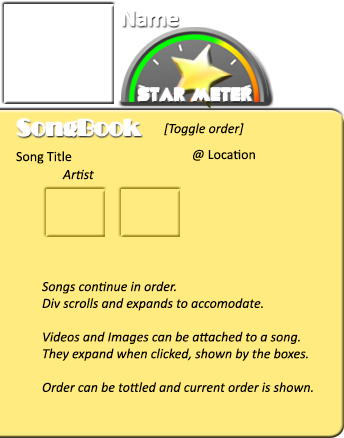 Name
STAR METER
SongBook [Toggle order]
Song Title @ Location
Artist
Songs continue in order.
Div scrolls and expands to accomodate.
Videos and Images can be attached to a song.
They expand when clicked, shown by the boxes.
Order can be tottled and current order is shown.